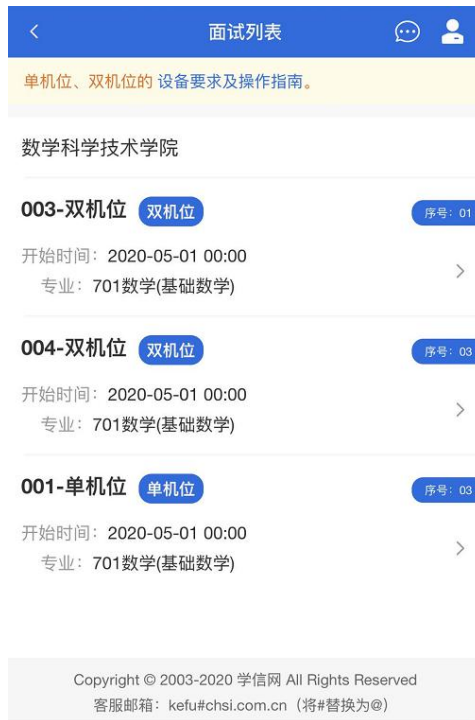 面试列表
单机位、双机位的 设备要求及操作指南。
数学科学技术学院
003-双机位 双机位 序号：01
开始时间：2020-05-01 00:00
专业：701数学(基础数学)
004-双机位 双机位 序号：03
开始时间：2020-05-01 00:00
专业：701数学(基础数学)
001-单机位 单机位 序号：03
开始时间：2020-05-01 00:00
专业：701数学(基础数学)
Copyright © 2003-2020 学信网 All Rights Reserved
客服邮箱：kefu#chsi.com.cn（将#替换为@）